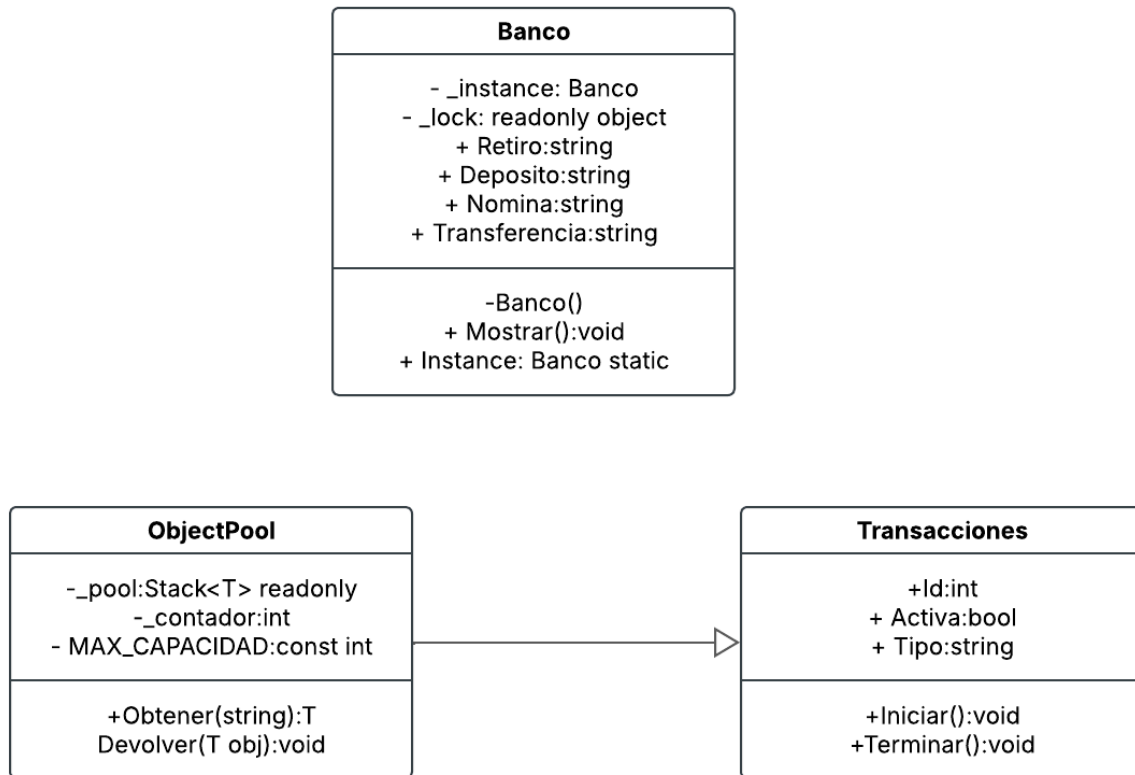 Banco
- _instance: Banco
- _lock: readonly object
+ Retiro:string
+ Deposito:string
+ Nomina:string
+ Transferencia:string
-Banco()
+ Mostrar():void
+ Instance: Banco static
ObjectPool
-_pool:Stack<T> readonly
-_contador:int
- MAX_CAPACIDAD:const int
+Obtener(string):T
Devolver(T obj):void
Transacciones
+Id:int
+ Activa:bool
+ Tipo:string
+Iniciar():void
+Terminar():void